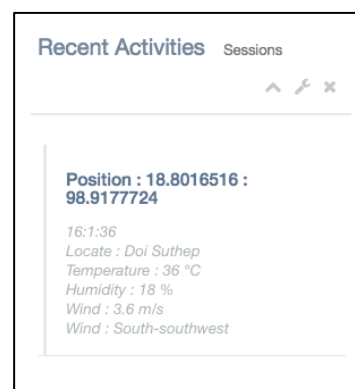 Recent Activities Sessions
Position : 18.8016516 :
98.9177724
16:1:36
Locate : Doi Suthep
Temperature : 36 °C
Humidity : 18 %
Wind : 3.6 m/s
Wind : South-southwest